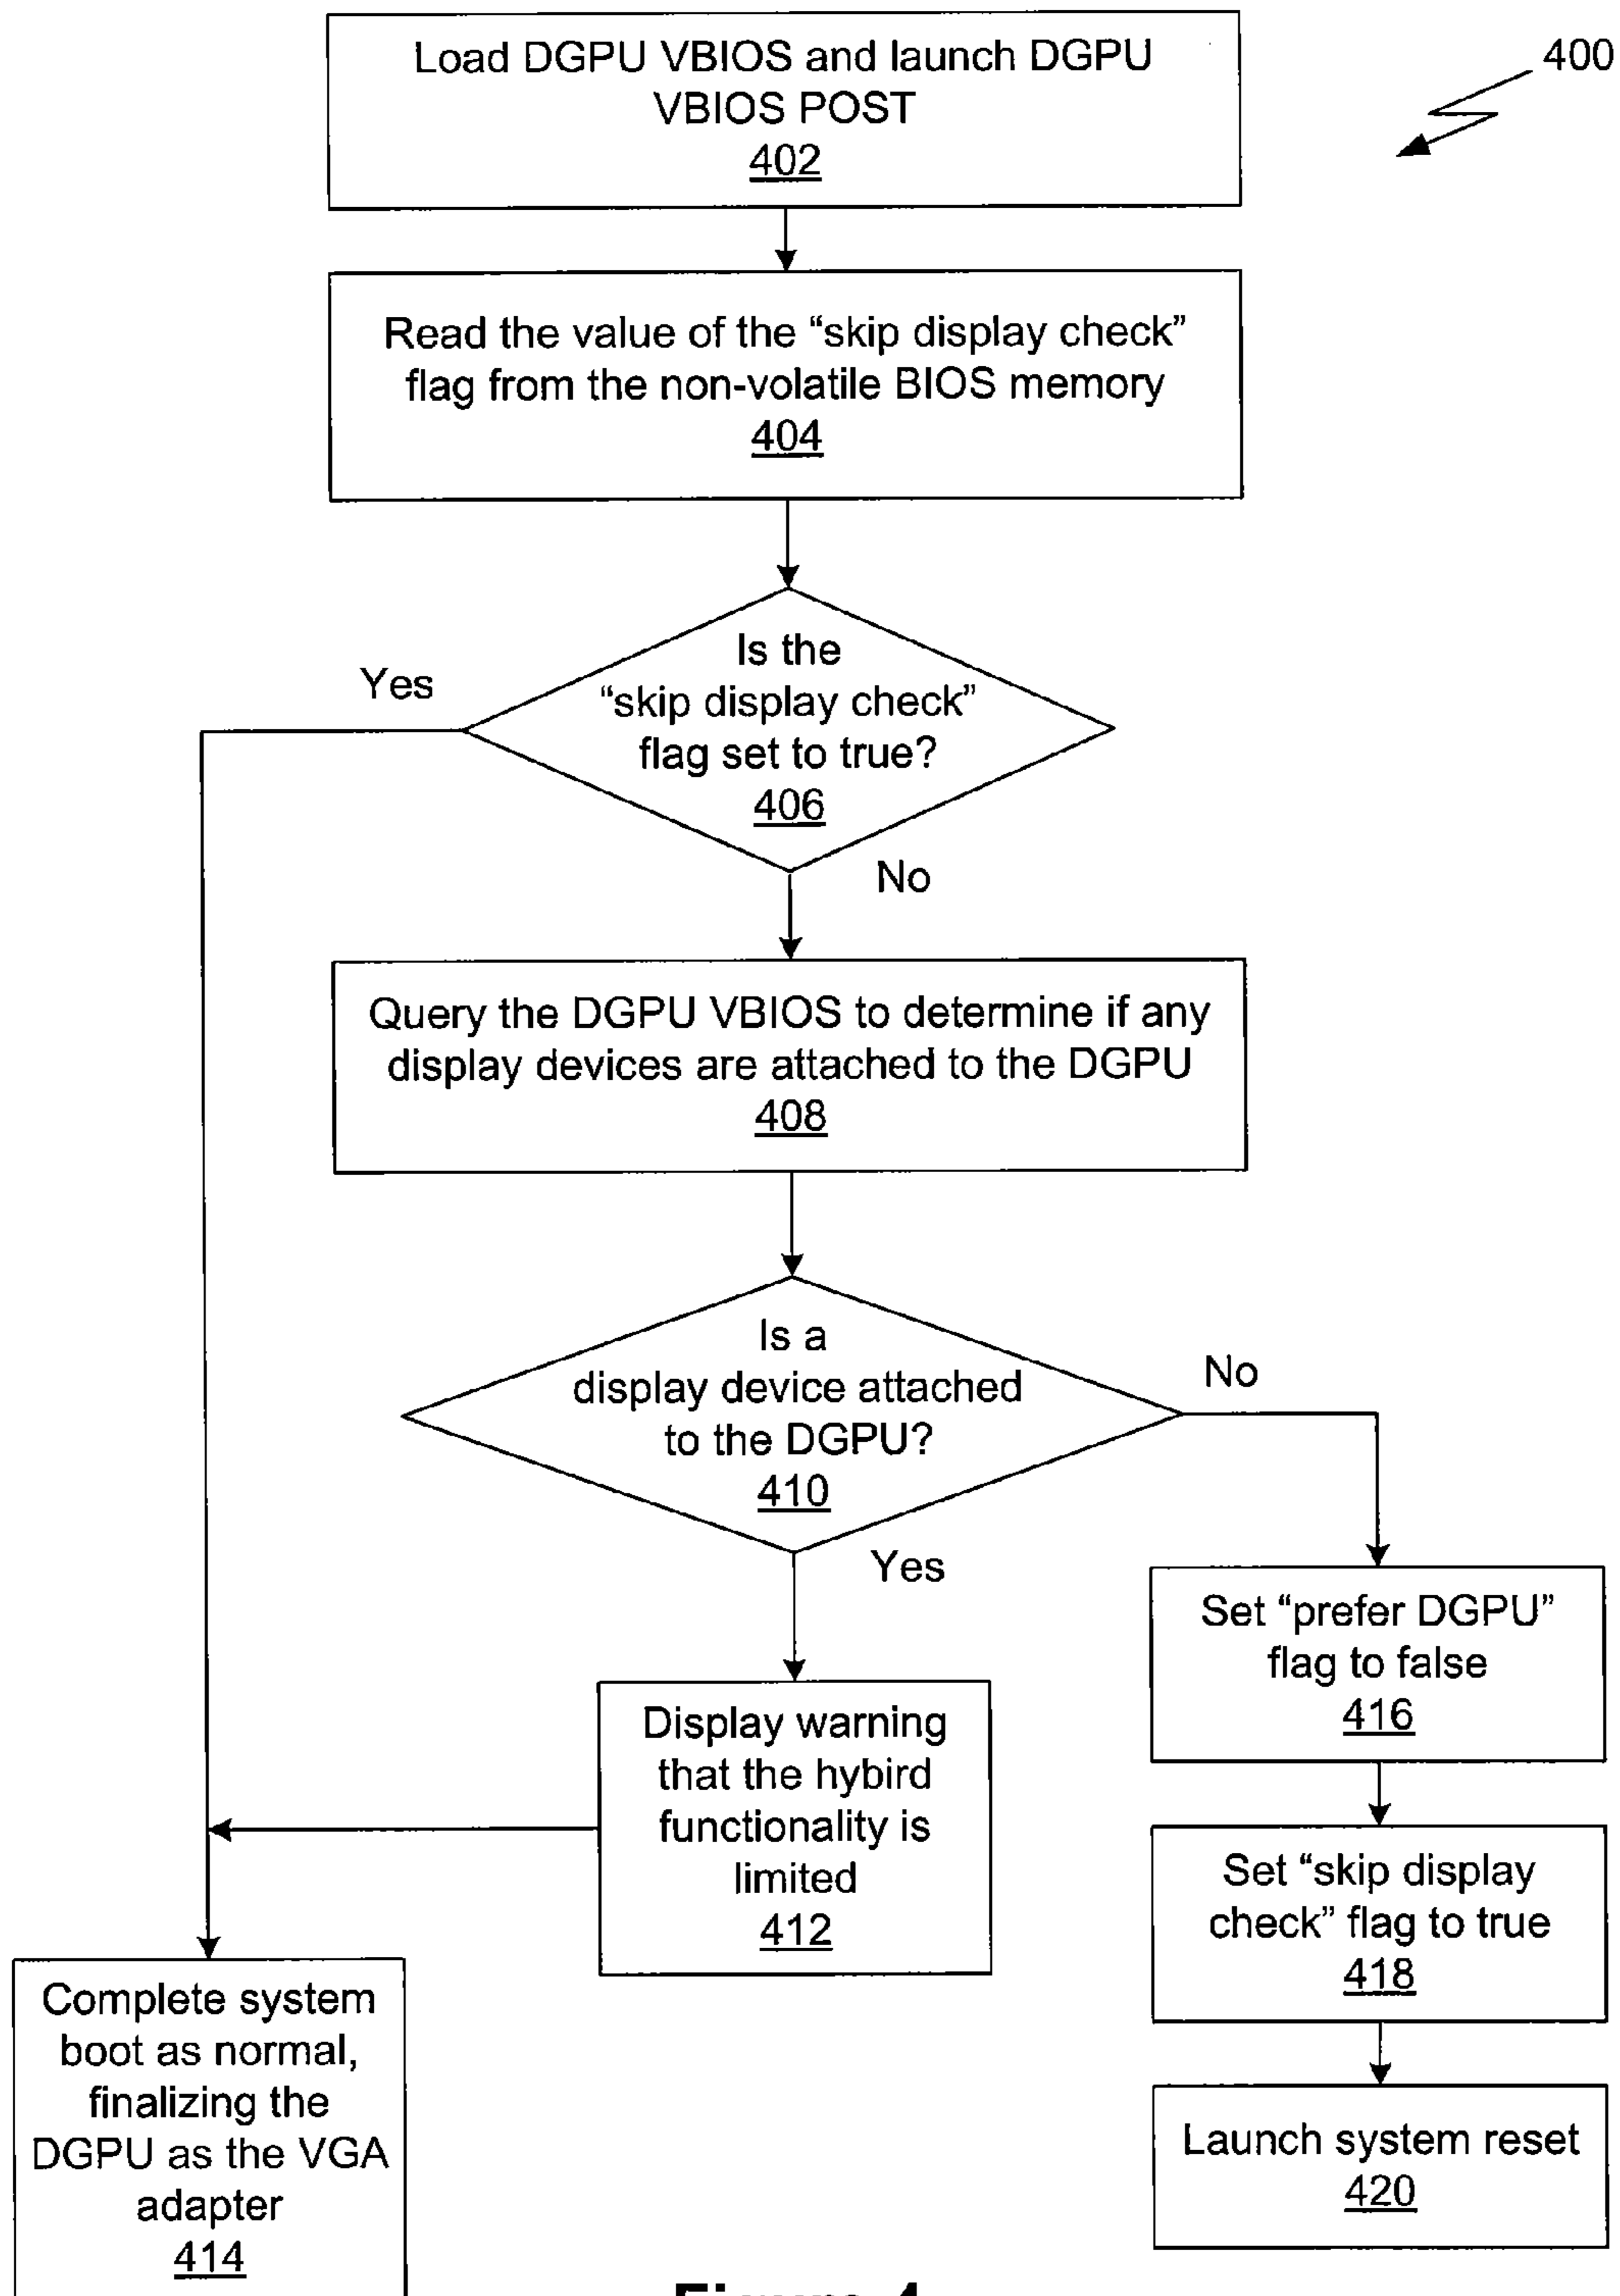 Load DGPU VBIOS and launch DGPU
VBIOS POST
402
400
Read the value of the “skip display check”
flag from the non-volatile BIOS memory
404
Is the
“skip display check”
flag set to true?
406
Yes
No
Query the DGPU VBIOS to determine if any
display devices are attached to the DGPU
408
Is a
display device attached
to the DGPU?
410
No
Yes
Set “prefer DGPU”
flag to false
416
Display warning
that the hybird
functionality is
limited
412
Set “skip display
check” flag to true
418
Complete system
boot as normal,
finalizing the
DGPU as the VGA
adapter
414
Launch system reset
420
Figure 4